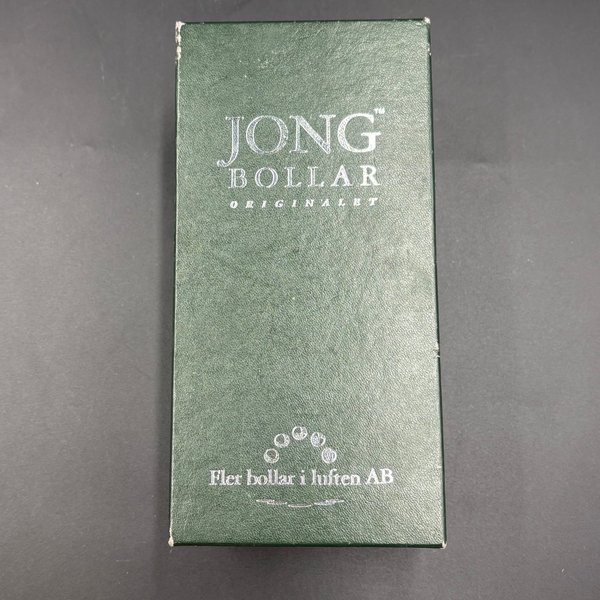 JONG™
BOLLAR
ORIGINALET
Fler bollar i luften AB